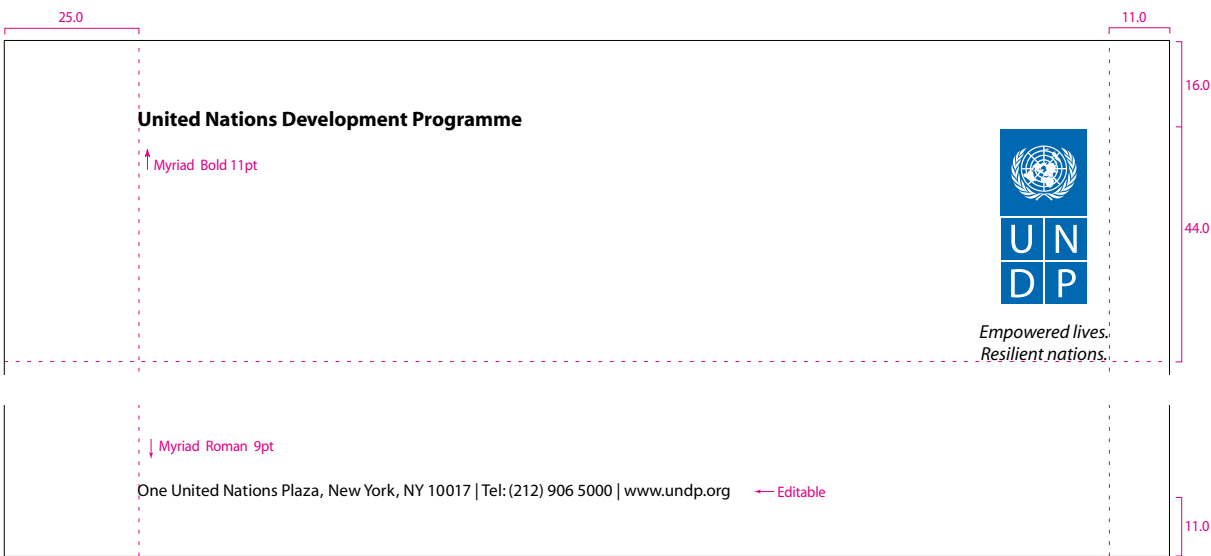 25.0
11.0
16.0
United Nations Development Programme
Myriad Bold 11pt
U N
D P
44.0
Empowered lives.
Resilient nations.
Myriad Roman 9pt
One United Nations Plaza, New York, NY 10017 | Tel: (212) 906 5000 | www.undp.org
Editable
11.0